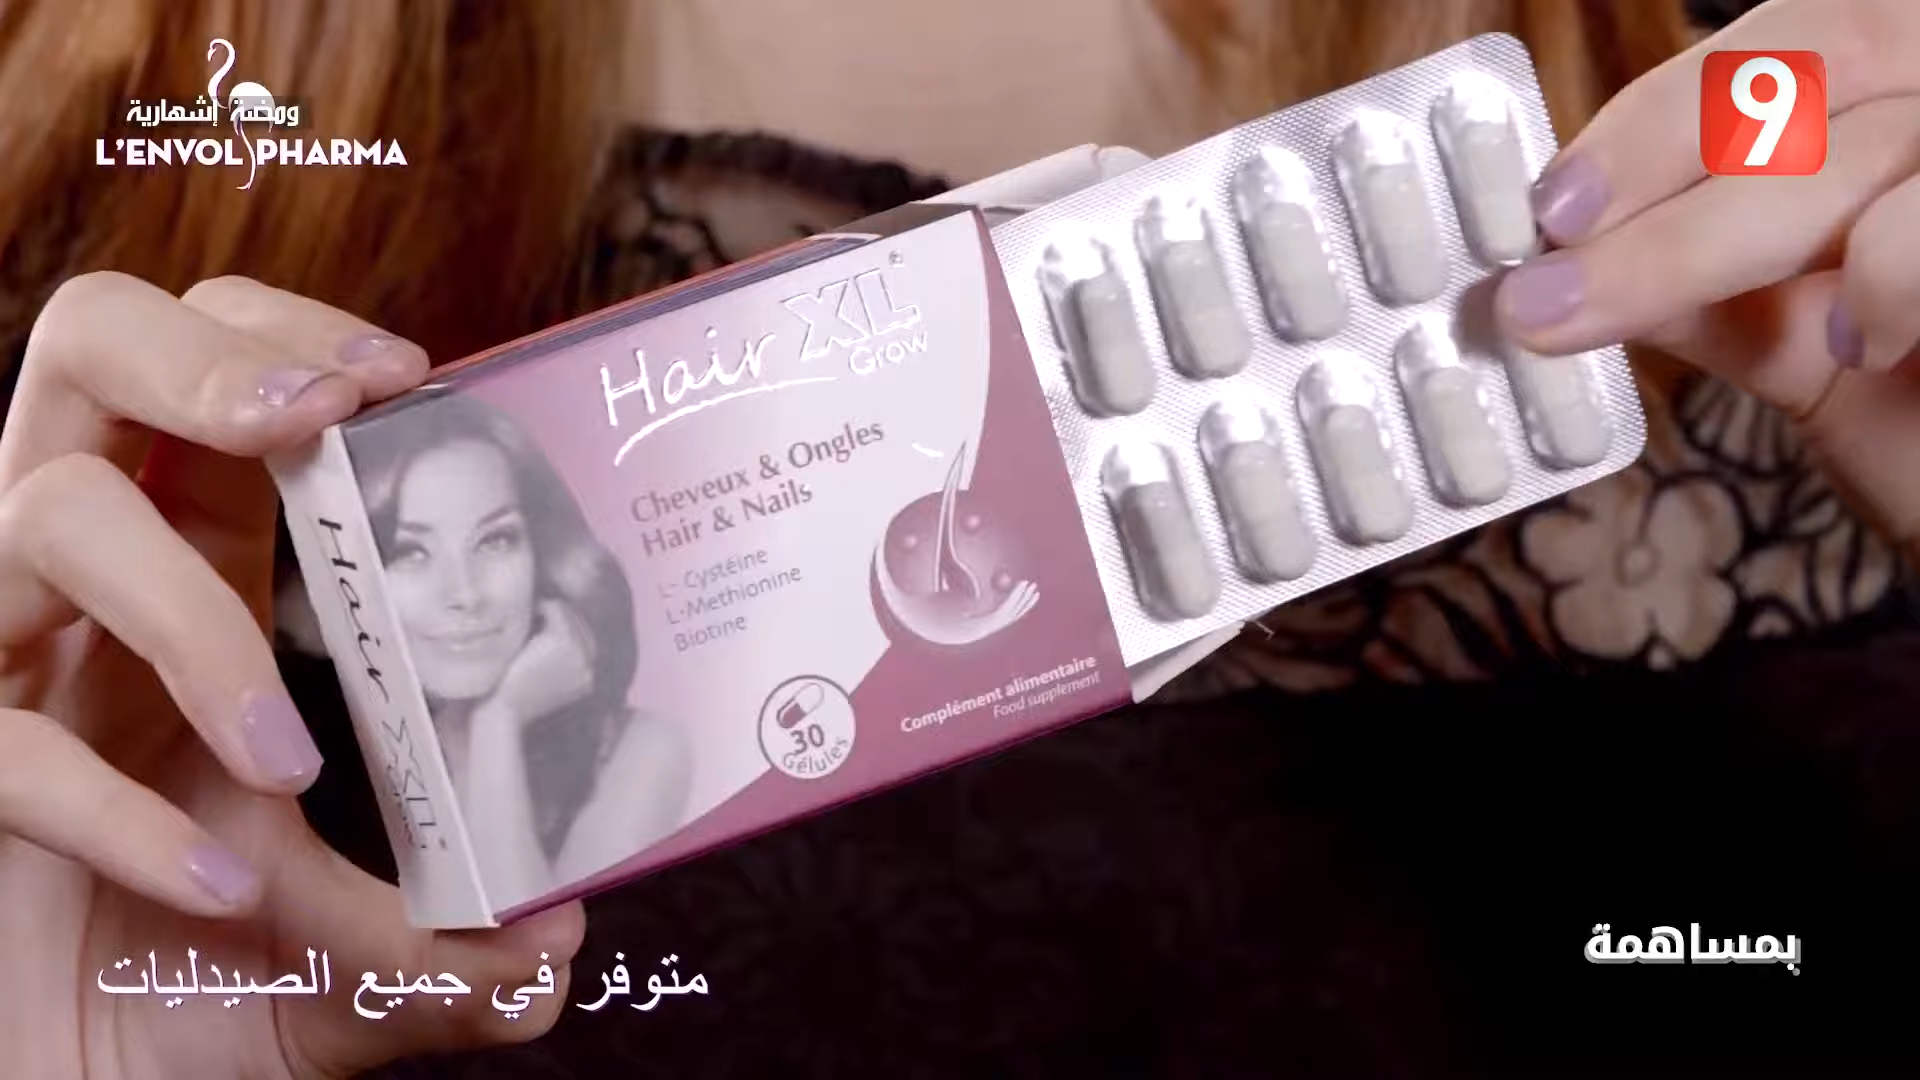 ومضة إشهارية
L'ENVOL PHARMA
9
Hair XL®
Grow
Cheveux & Ongles
Hair & Nails
L- Cystéine
L-Methionine
Biotine
30
Gélules
Complément alimentaire
Food supplement
Hair XL®
Grow
متوفر في جميع الصيدليات
بمساهمة